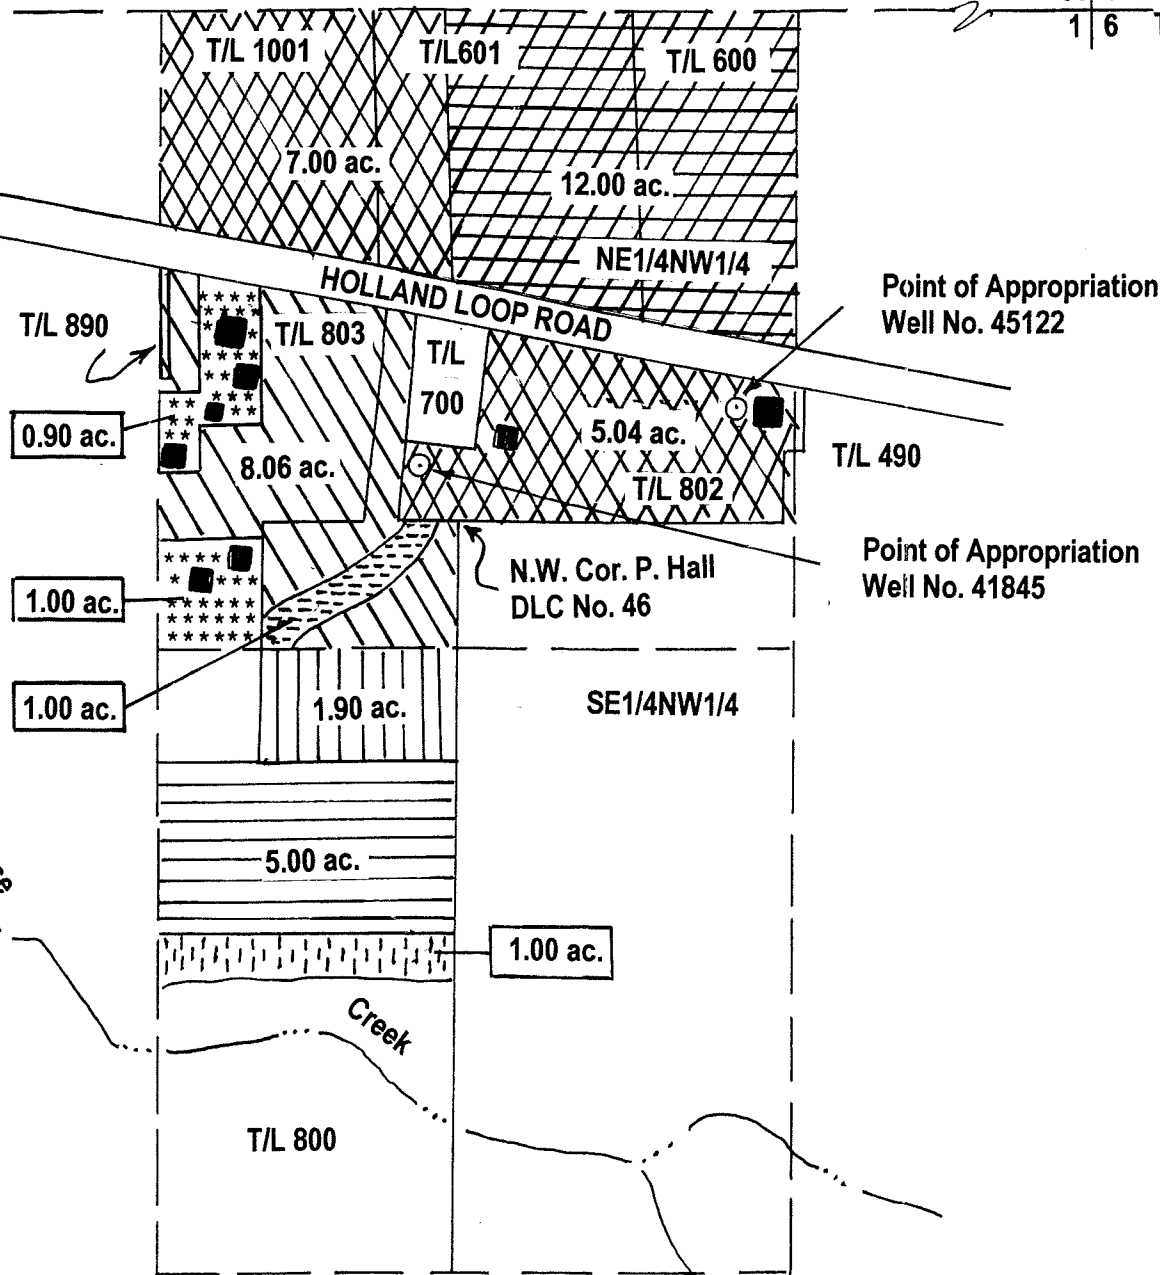 1 6
T/L 1001
T/L601
T/L 600
7.00 ac.
12.00 ac.
NE1/4NW1/4
HOLLAND LOOP ROAD
Point of Appropriation
Well No. 45122
T/L 890
T/L 803
T/L
700
0.90 ac.
5.04 ac.
8.06 ac.
T/L 802
T/L 490
Point of Appropriation
Well No. 41845
N.W. Cor. P. Hall
DLC No. 46
1.00 ac.
1.00 ac.
1.90 ac.
SE1/4NW1/4
5.00 ac.
1.00 ac.
Creek
T/L 800